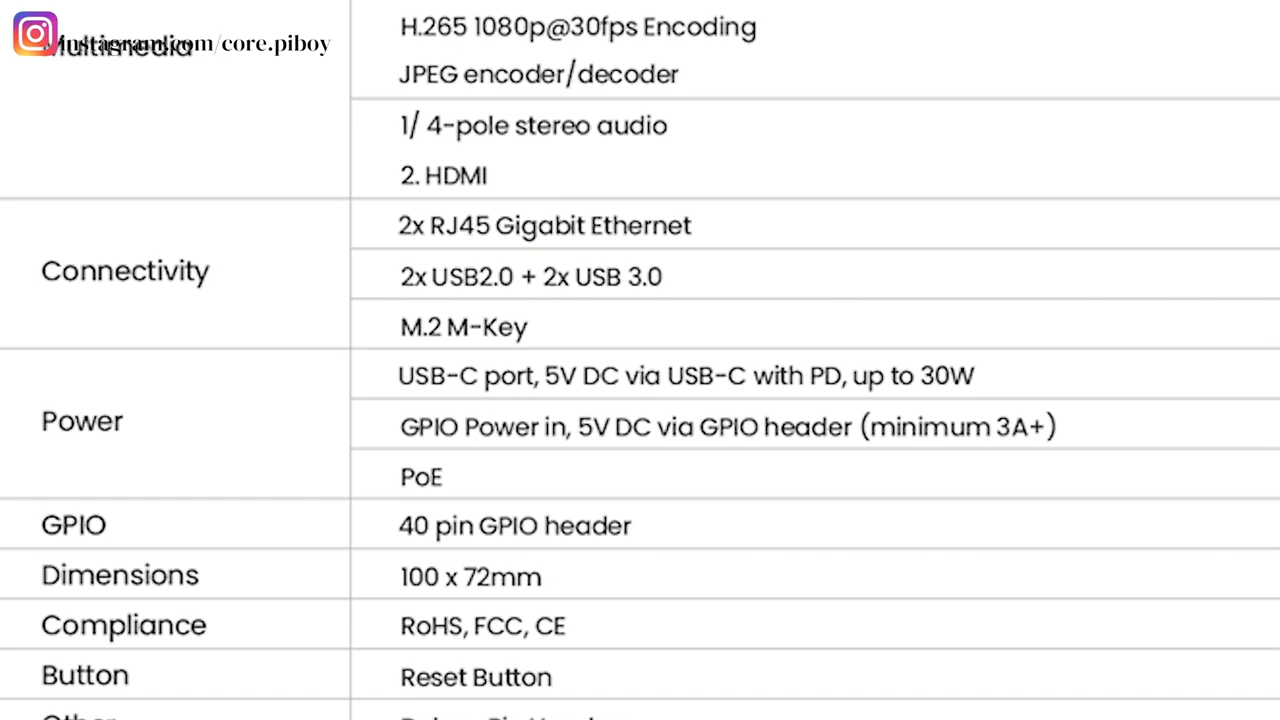 instagram.com/core.piboy
Multimedia
H.265 1080p@30fps Encoding
JPEG encoder/decoder
1/ 4-pole stereo audio
2. HDMI
Connectivity
2x RJ45 Gigabit Ethernet
2x USB2.0 + 2x USB 3.0
M.2 M-Key
Power
USB-C port, 5V DC via USB-C with PD, up to 30W
GPIO Power in, 5V DC via GPIO header (minimum 3A+)
PoE
GPIO
40 pin GPIO header
Dimensions
100 x 72mm
Compliance
RoHS, FCC, CE
Button
Reset Button